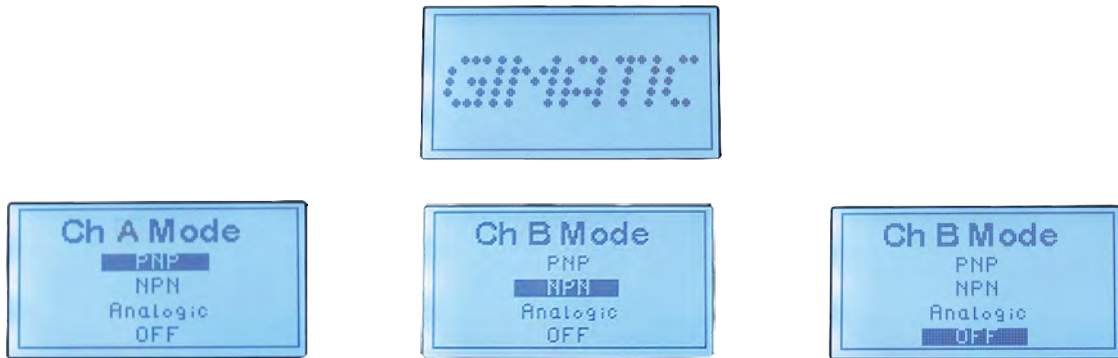 GIMATIC
Ch A Mode
PNP
NPN
Analogic
OFF
Ch B Mode
PNP
NPN
Analogic
OFF
Ch B Mode
PNP
NPN
Analogic
OFF